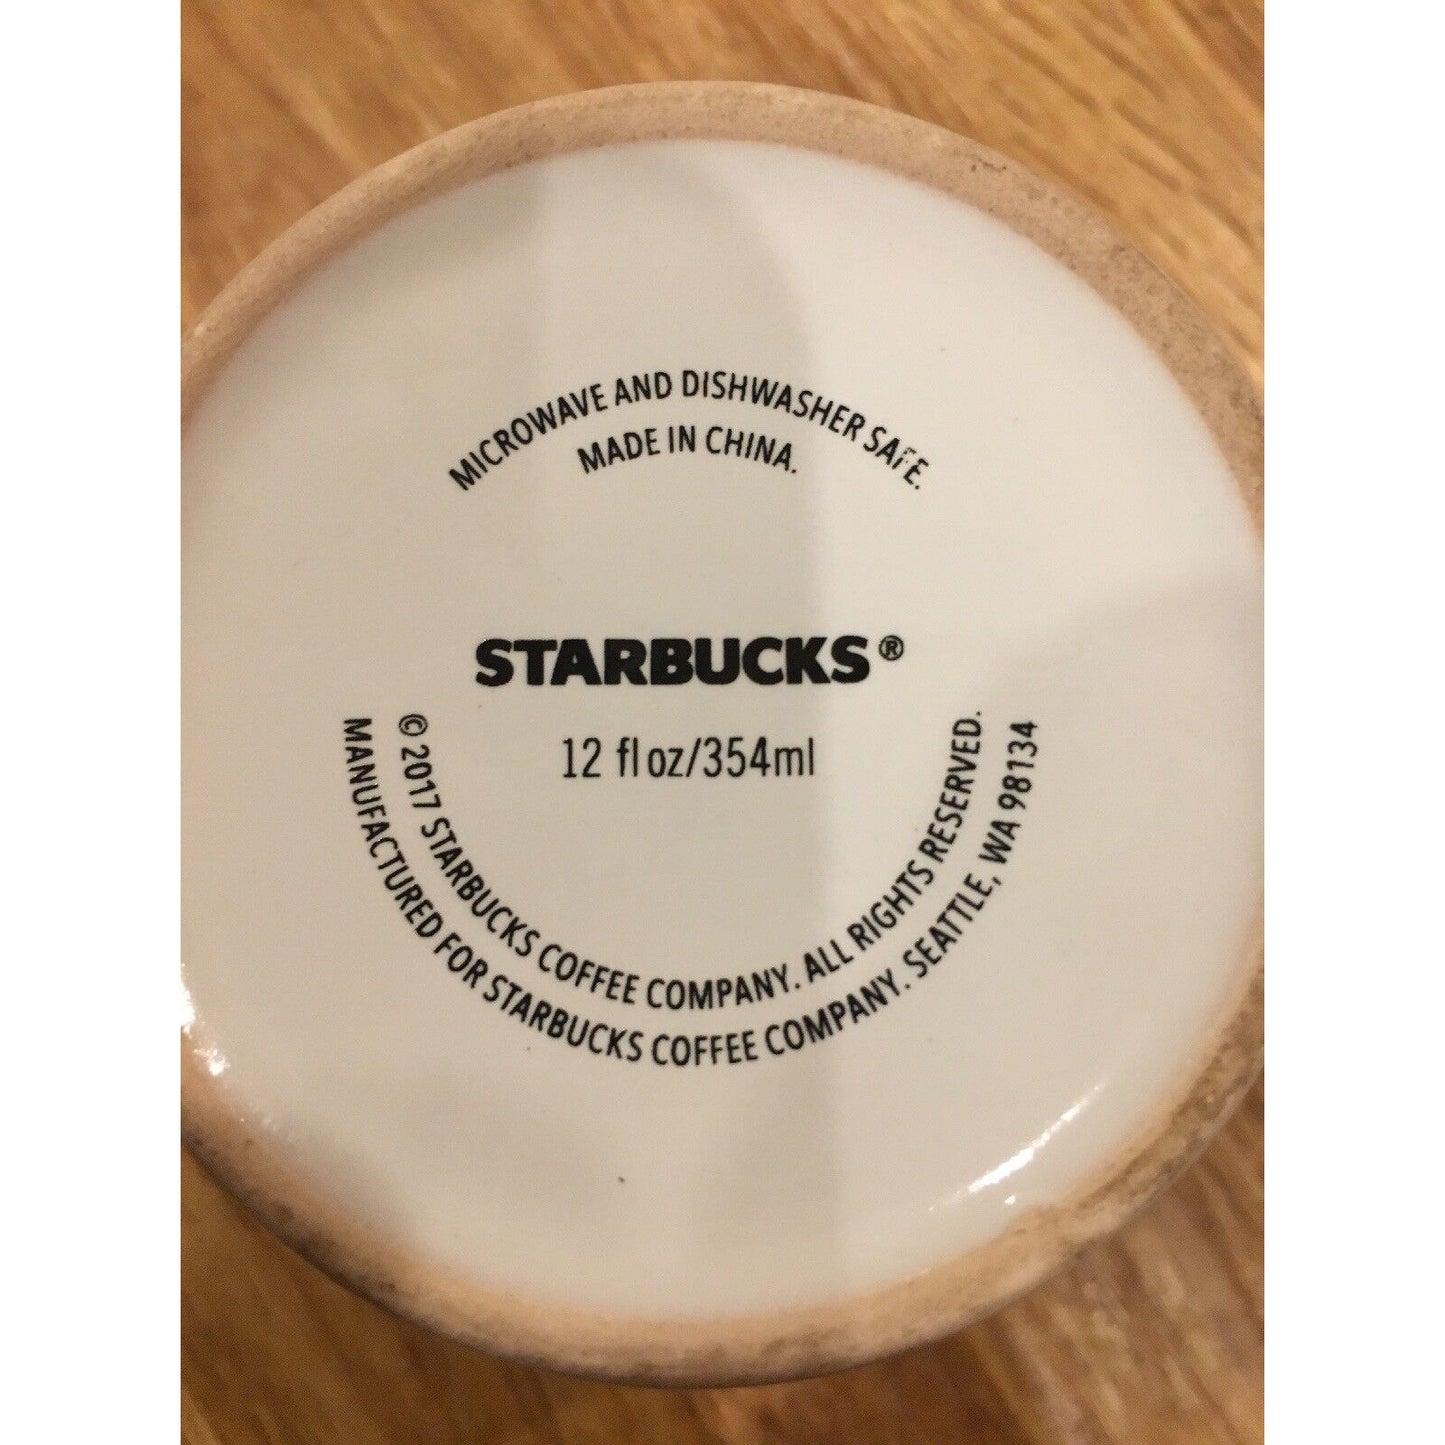 MICROWAVE AND DISHWASHER SAFE.
MADE IN CHINA.
STARBUCKS®
12 fl oz/354ml
© 2017 STARBUCKS COFFEE COMPANY. ALL RIGHTS RESERVED.
MANUFACTURED FOR STARBUCKS COFFEE COMPANY. SEATTLE, WA 98134